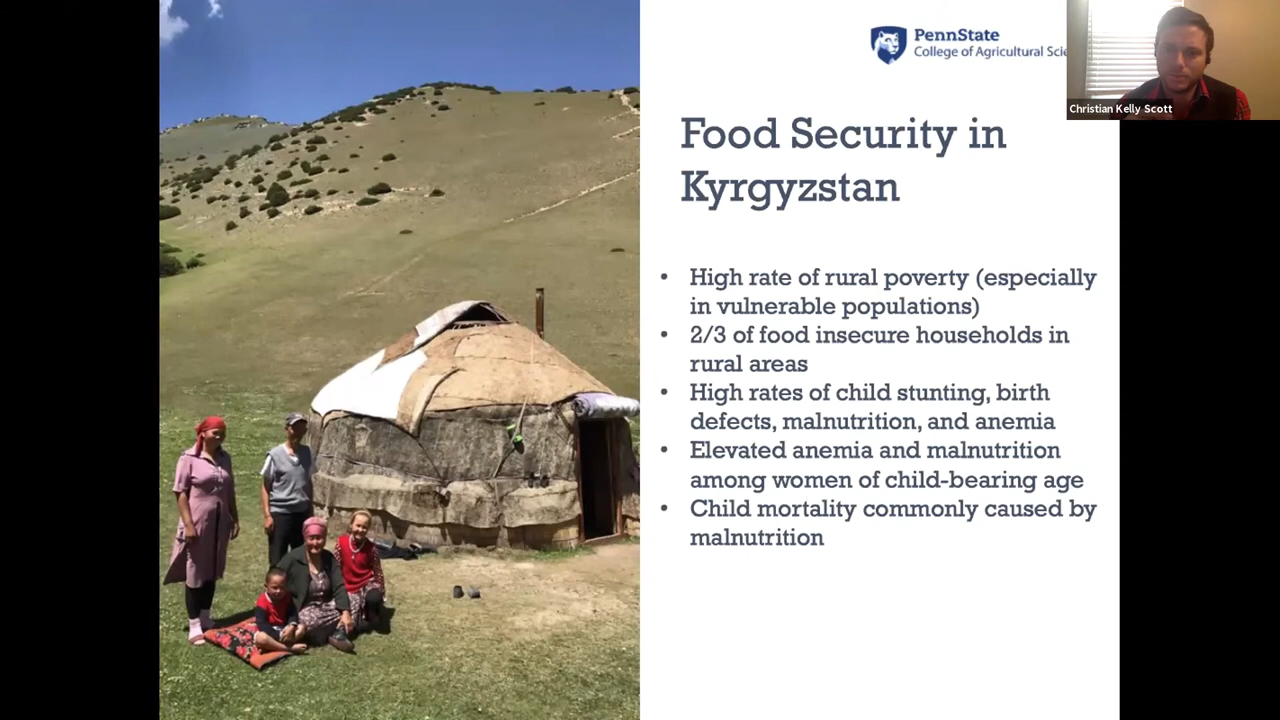 PennState
College of Agricultural
Christian Kelly Scott
Food Security in
Kyrgyzstan
• High rate of rural poverty (especially
in vulnerable populations)
• 2/3 of food insecure households in
rural areas
• High rates of child stunting, birth
defects, malnutrition, and anemia
• Elevated anemia and malnutrition
among women of child-bearing age
• Child mortality commonly caused by
malnutrition